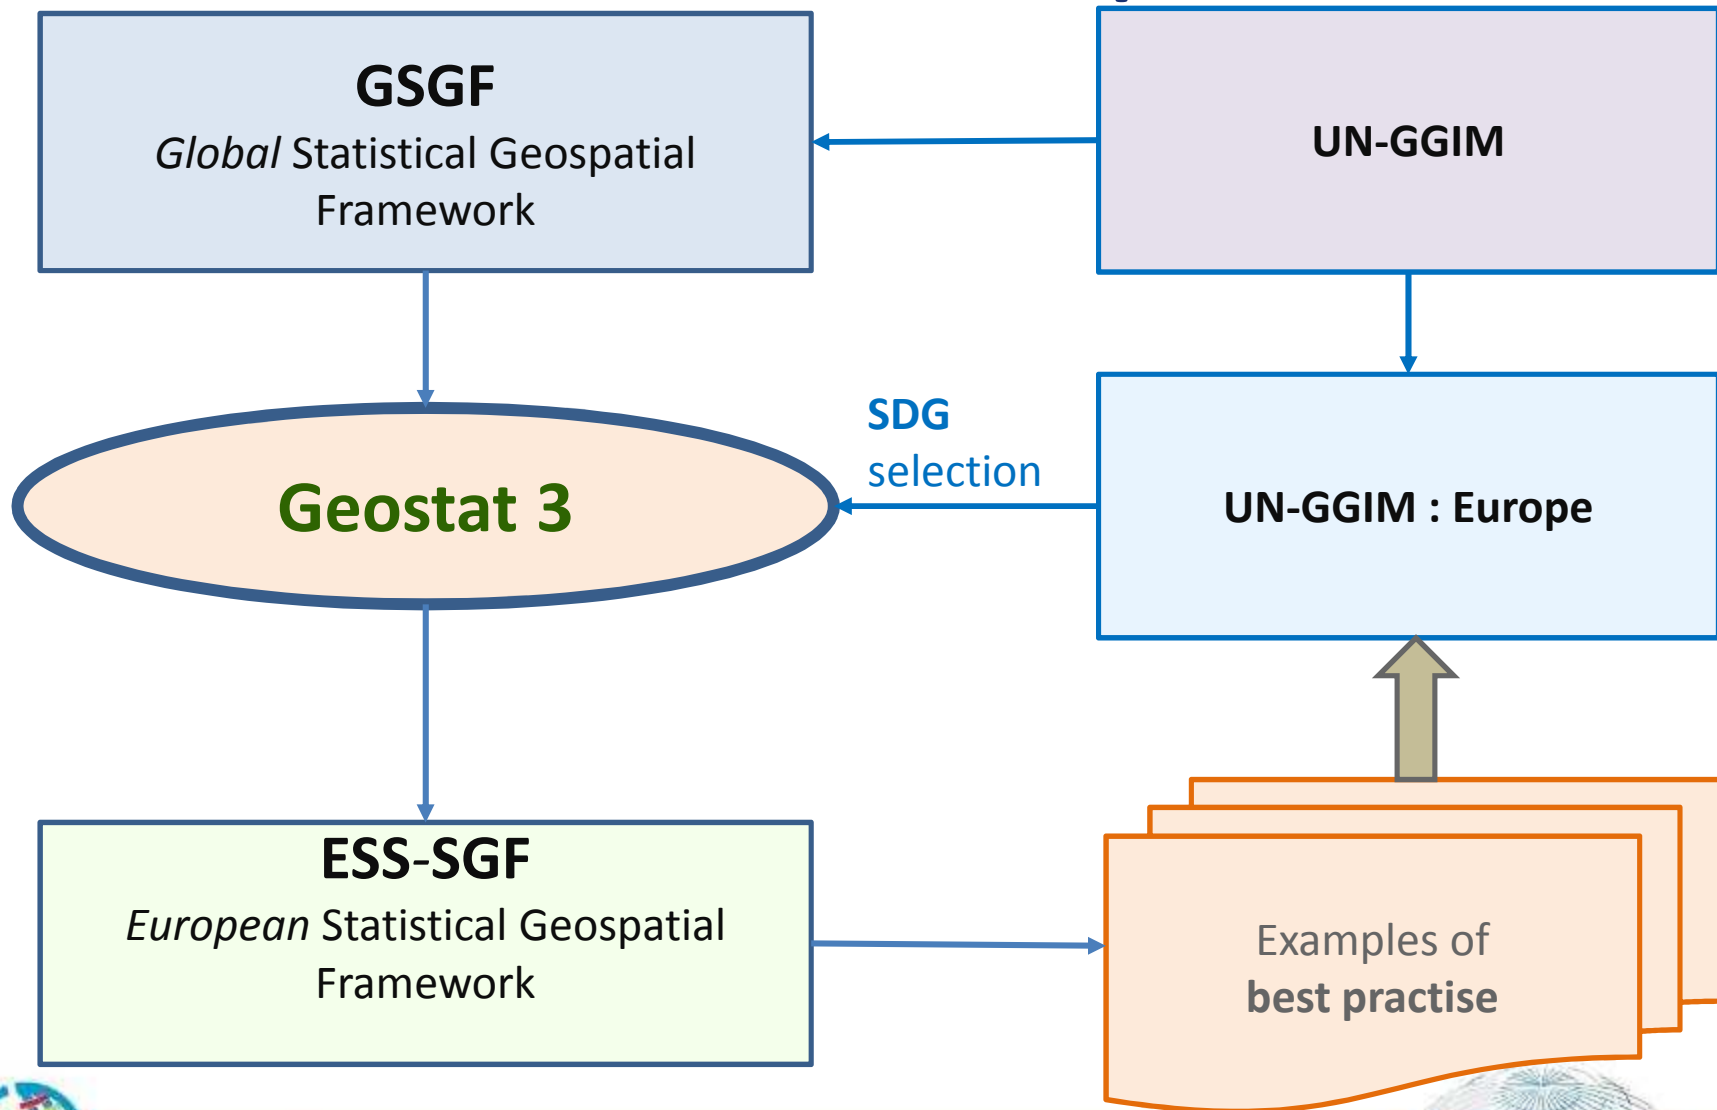 GSGF
Global Statistical Geospatial
Framework
UN-GGIM
SDG
selection
Geostat 3
UN-GGIM : Europe
ESS-SGF
European Statistical Geospatial
Framework
Examples of
best practise